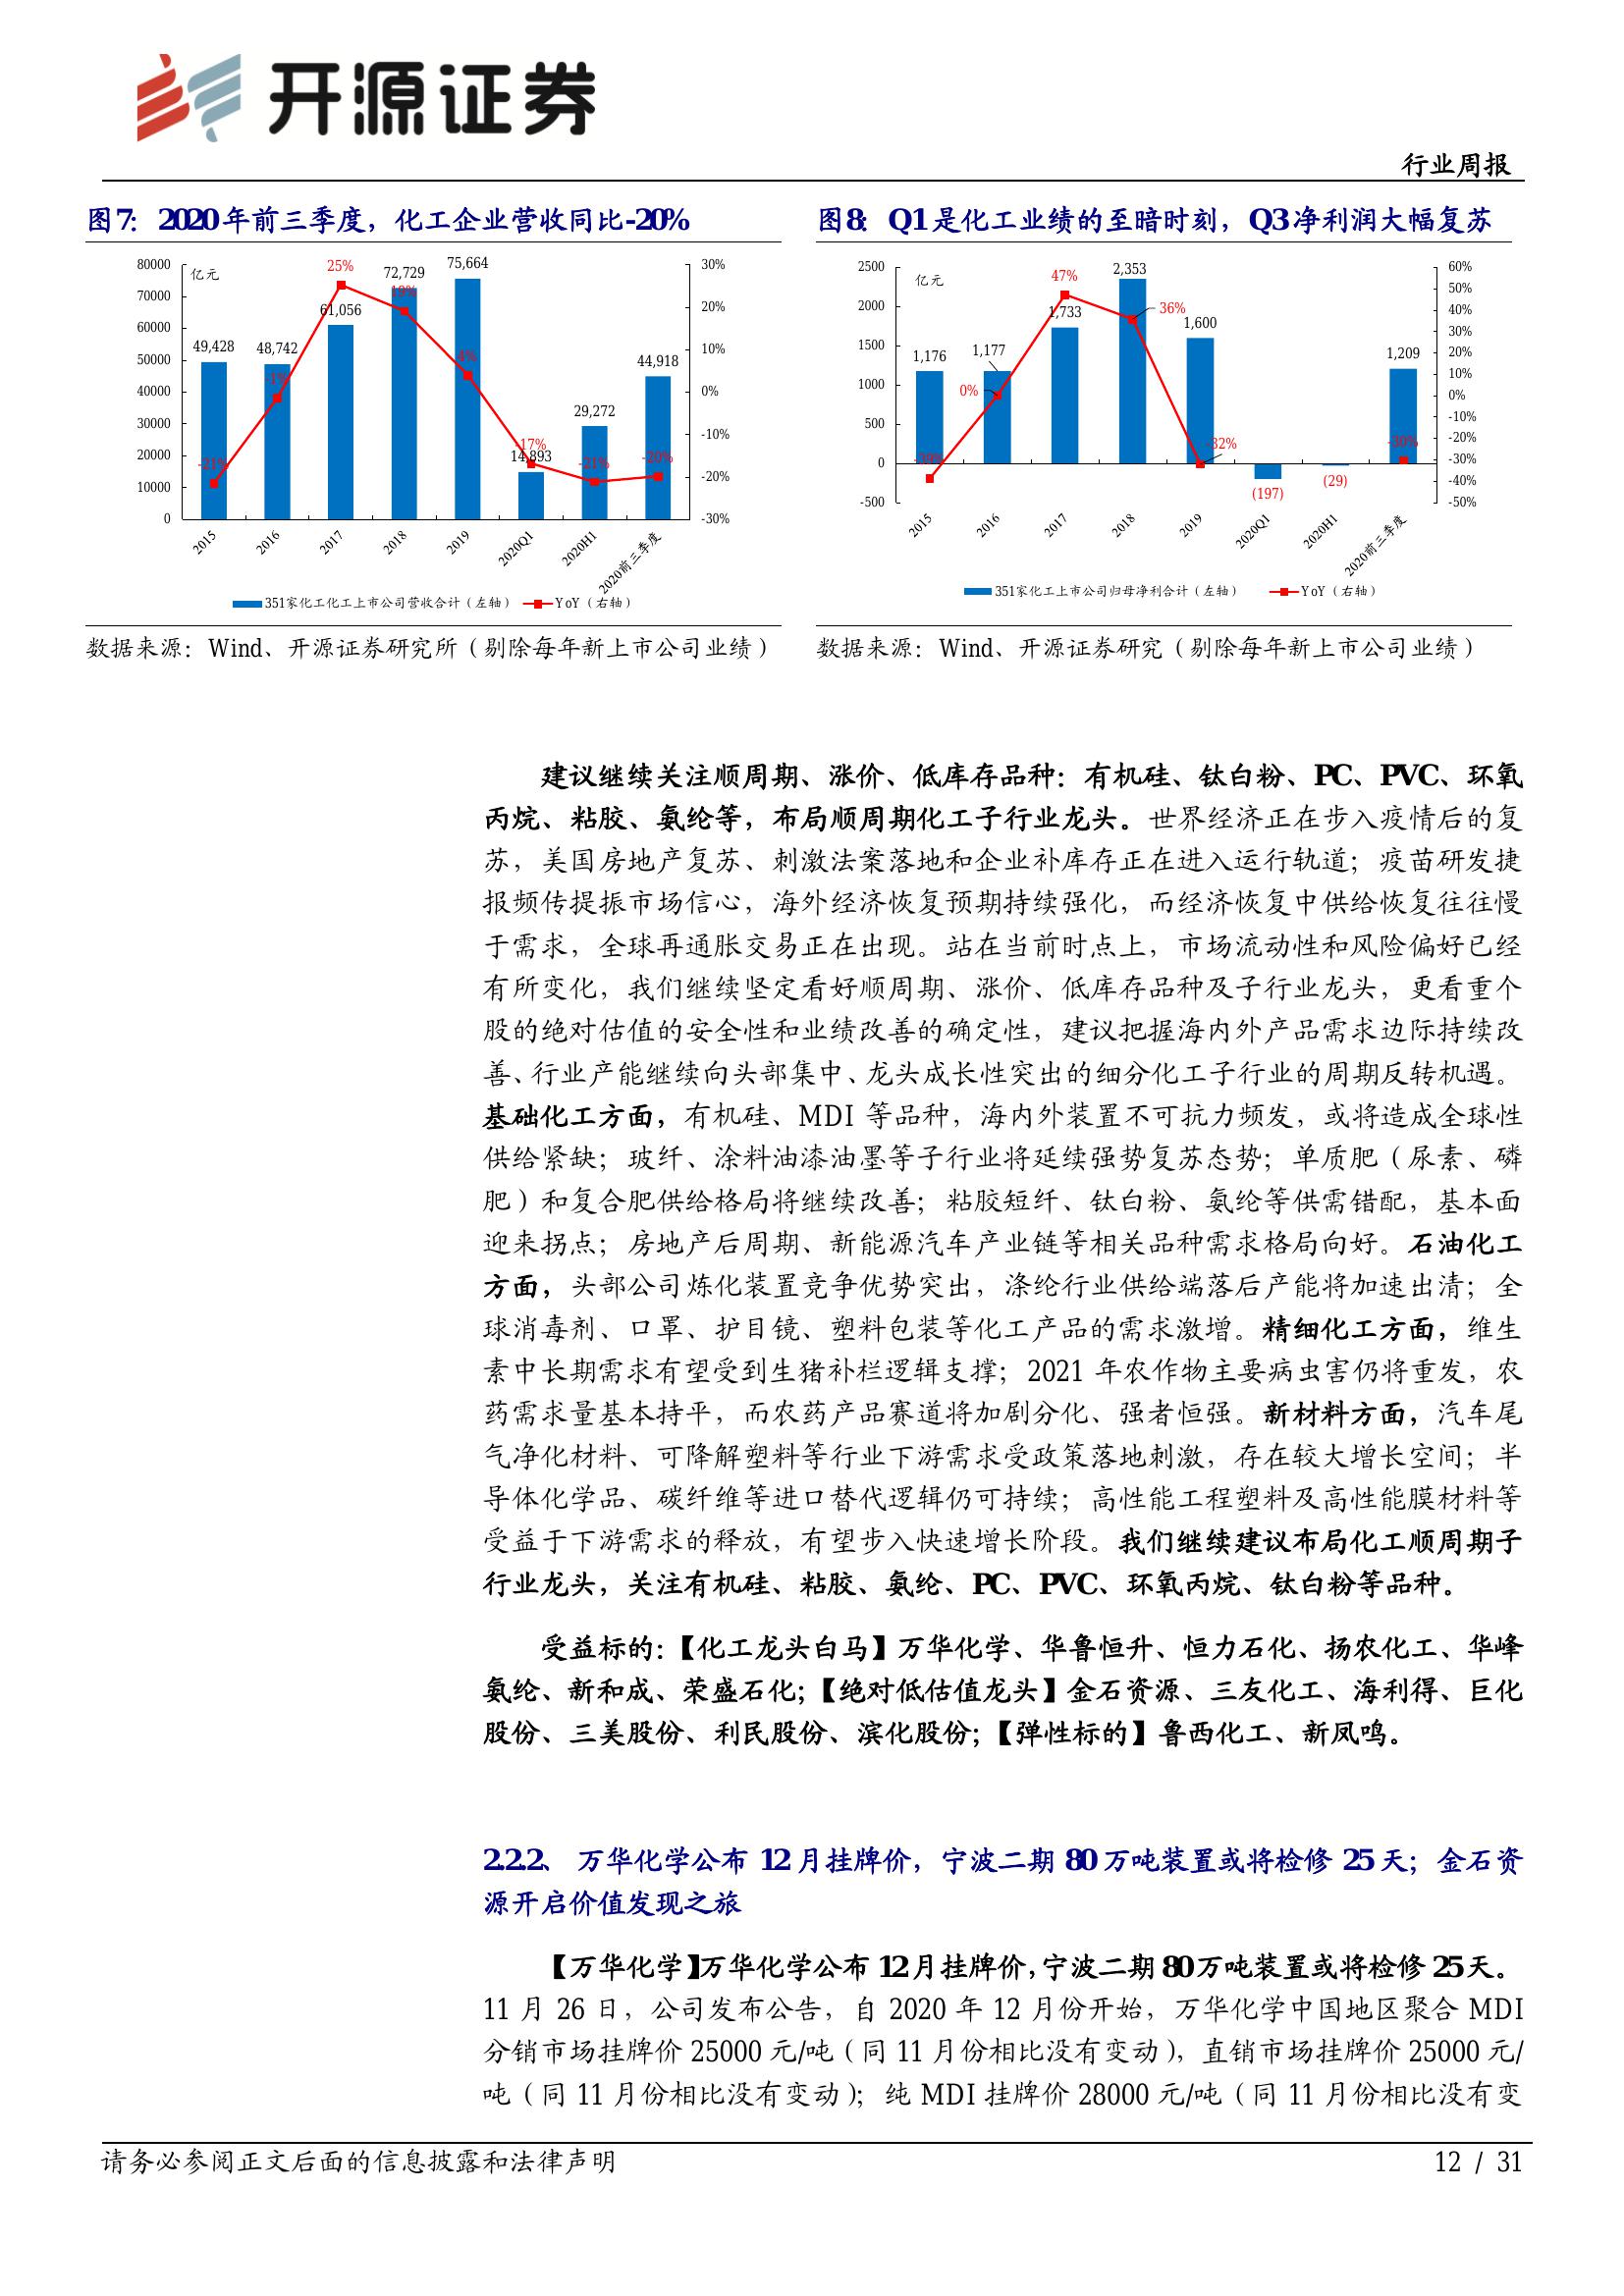 开源证券
行业周报
图7：2020年前三季度，化工企业营收同比-20%
80000
70000
60000
50000
40000
30000
20000
10000
0
亿元
30%
20%
10%
0%
-10%
-20%
-30%
49,428
48,742
61,056
72,729
75,664
14,893
29,272
44,918
-21%
-1%
25%
19%
4%
-17%
-21%
-20%
2015
2016
2017
2018
2019
2020Q1
2020H1
2020前三季度
351家化工化工上市公司营收合计（左轴）
YoY（右轴）
数据来源：Wind、开源证券研究所（剔除每年新上市公司业绩）
图8：Q1是化工业绩的至暗时刻，Q3净利润大幅复苏
2500
2000
1500
1000
500
0
-500
亿元
60%
50%
40%
30%
20%
10%
0%
-10%
-20%
-30%
-40%
-50%
1,176
1,177
1,733
2,353
1,600
(197)
(29)
1,209
-39%
0%
47%
36%
-32%
-30%
2015
2016
2017
2018
2019
2020Q1
2020H1
2020前三季度
351家化工上市公司归母净利合计（左轴）
YoY（右轴）
数据来源：Wind、开源证券研究（剔除每年新上市公司业绩）
建议继续关注顺周期、涨价、低库存品种：有机硅、钛白粉、PC、PVC、环氧
丙烷、粘胶、氨纶等，布局顺周期化工子行业龙头。世界经济正在步入疫情后的复
苏，美国房地产复苏、刺激法案落地和企业补库存正在进入运行轨道；疫苗研发捷
报频传提振市场信心，海外经济恢复预期持续强化，而经济恢复中供给恢复往往慢
于需求，全球再通胀交易正在出现。站在当前时点上，市场流动性和风险偏好已经
有所变化，我们继续坚定看好顺周期、涨价、低库存品种及子行业龙头，更看重个
股的绝对估值的安全性和业绩改善的确定性，建议把握海内外产品需求边际持续改
善、行业产能继续向头部集中、龙头成长性突出的细分化工子行业的周期反转机遇。
基础化工方面，有机硅、MDI 等品种，海内外装置不可抗力频发，或将造成全球性
供给紧缺；玻纤、涂料油漆油墨等子行业将延续强势复苏态势；单质肥（尿素、磷
肥）和复合肥供给格局将继续改善；粘胶短纤、钛白粉、氨纶等供需错配，基本面
迎来拐点；房地产后周期、新能源汽车产业链等相关品种需求格局向好。石油化工
方面，头部公司炼化装置竞争优势突出，涤纶行业供给端落后产能将加速出清；全
球消毒剂、口罩、护目镜、塑料包装等化工产品的需求激增。精细化工方面，维生
素中长期需求有望受到生猪补栏逻辑支撑；2021 年农作物主要病虫害仍将重发，农
药需求量基本持平，而农药产品赛道将加剧分化、强者恒强。新材料方面，汽车尾
气净化材料、可降解塑料等行业下游需求受政策落地刺激，存在较大增长空间；半
导体化学品、碳纤维等进口替代逻辑仍可持续；高性能工程塑料及高性能膜材料等
受益于下游需求的释放，有望步入快速增长阶段。我们继续建议布局化工顺周期子
行业龙头，关注有机硅、粘胶、氨纶、PC、PVC、环氧丙烷、钛白粉等品种。
受益标的：【化工龙头白马】万华化学、华鲁恒升、恒力石化、扬农化工、华峰
氨纶、新和成、荣盛石化；【绝对低估值龙头】金石资源、三友化工、海利得、巨化
股份、三美股份、利民股份、滨化股份；【弹性标的】鲁西化工、新凤鸣。
2.2.2、 万华化学公布 12 月挂牌价，宁波二期 80 万吨装置或将检修 25 天；金石资
源开启价值发现之旅
【万华化学】万华化学公布 12 月挂牌价，宁波二期 80 万吨装置或将检修 25 天。
11 月 26 日，公司发布公告，自 2020 年 12 月份开始，万华化学中国地区聚合 MDI
分销市场挂牌价 25000 元/吨（同 11 月份相比没有变动），直销市场挂牌价 25000 元/
吨（同 11 月份相比没有变动）；纯 MDI 挂牌价 28000 元/吨（同 11 月份相比没有变
请务必参阅正文后面的信息披露和法律声明
12 / 31